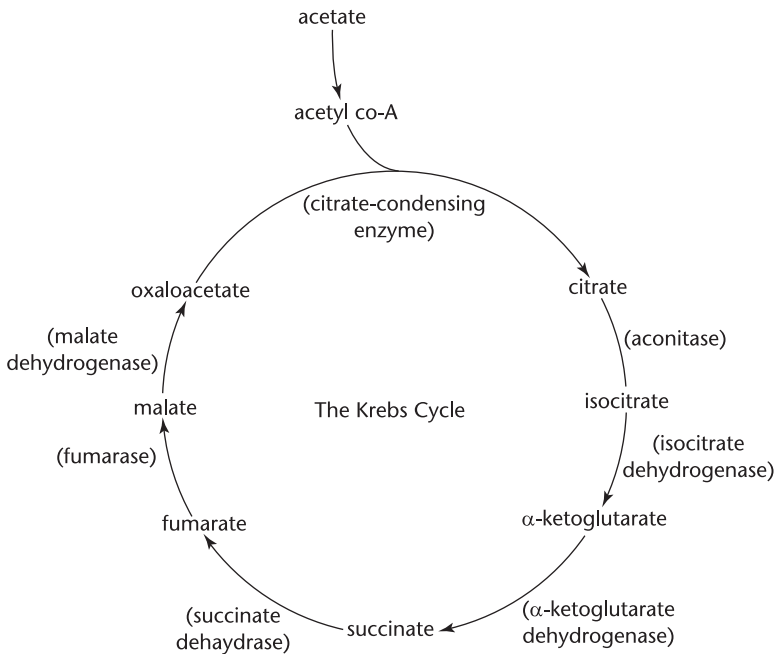 acetate
acetyl co-A
(citrate-condensing
enzyme)
oxaloacetate
citrate
(malate
dehydrogenase)
(aconitase)
malate
The Krebs Cycle
isocitrate
(fumarase)
(isocitrate
dehydrogenase)
fumarate
α-ketoglutarate
(succinate
dehaydrase)
succinate
(α-ketoglutarate
dehydrogenase)